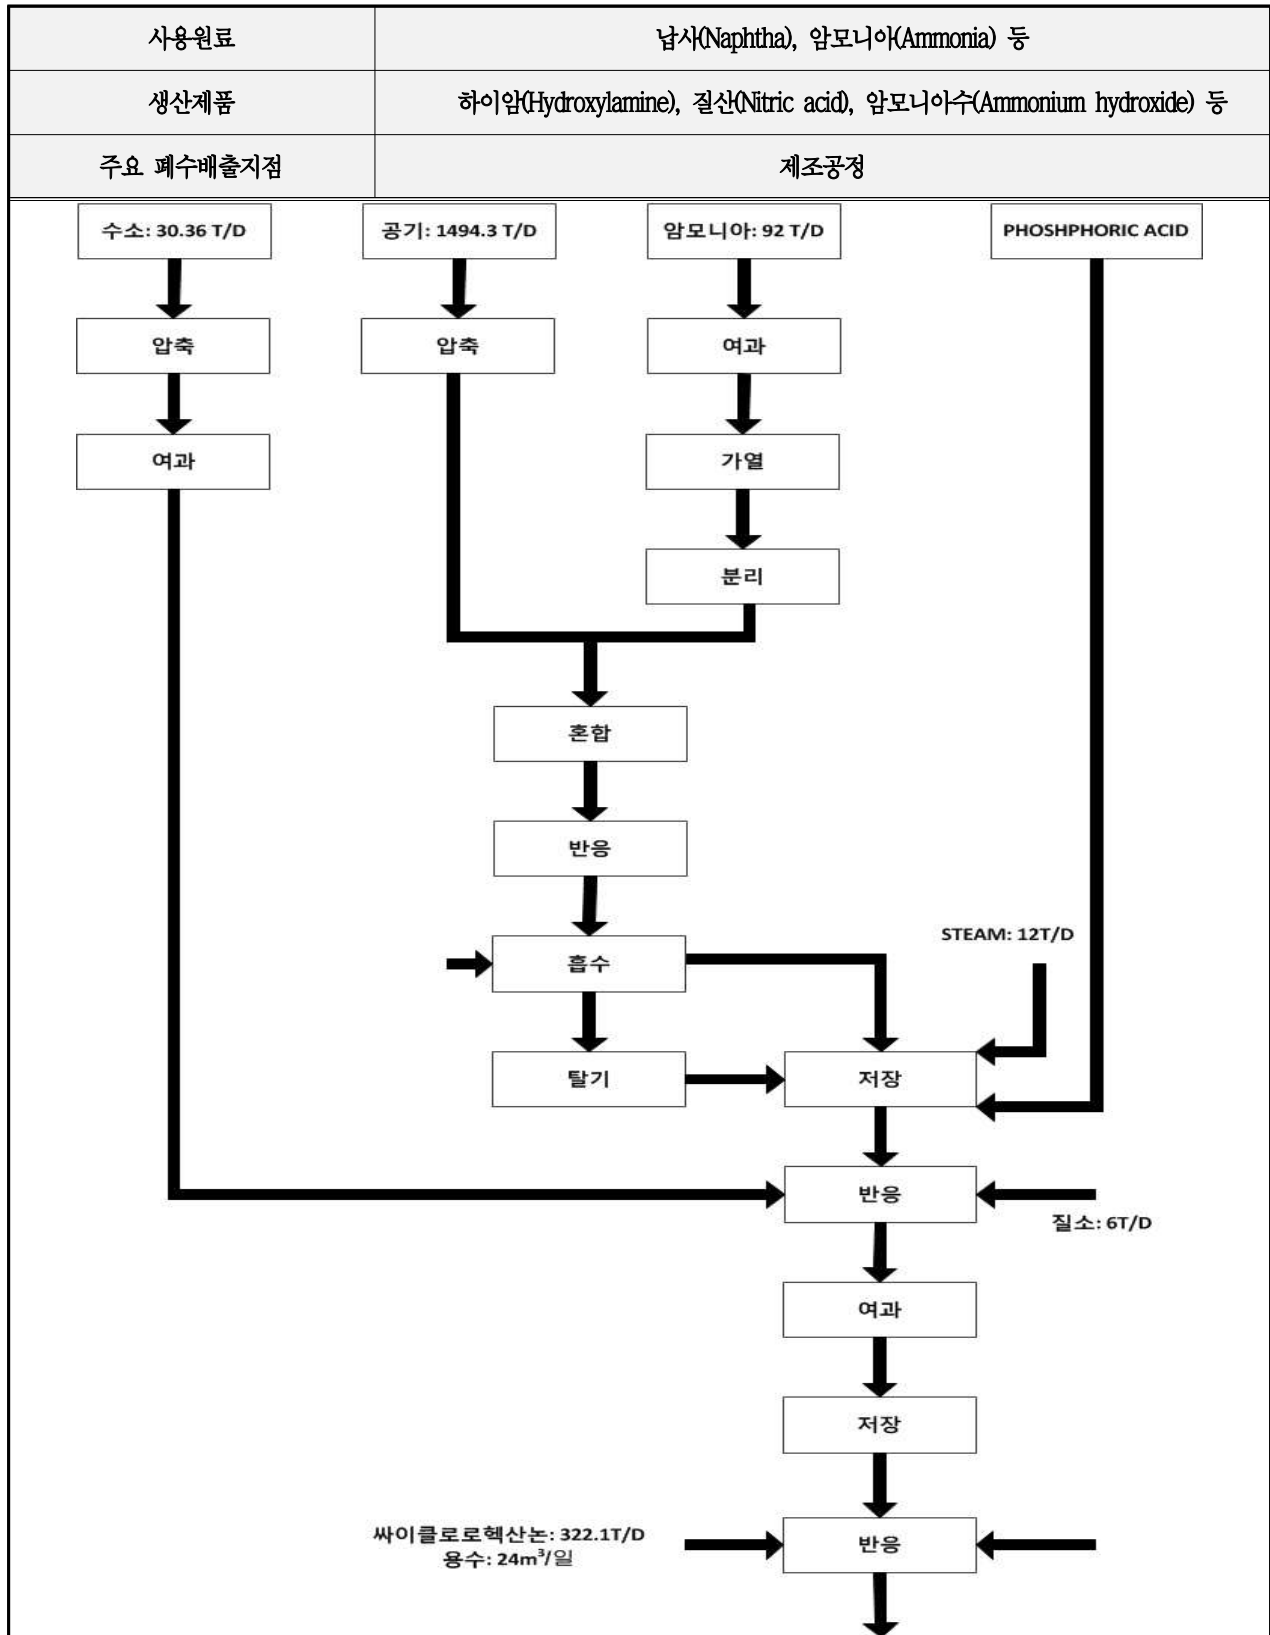 사용원료 납사(Naphtha), 암모니아(Ammonia) 등
생산제품 하이암(Hydroxylamine), 질산(Nitric acid), 암모니아수(Ammonium hydroxide) 등
주요 폐수배출지점 제조공정
수소: 30.36 T/D 공기: 1494.3 T/D 암모니아: 92 T/D PHOSHPHORIC ACID
압축 압축 여과
여과 가열
분리
혼합
반응
STEAM: 12T/D
흡수
탈기 저장
반응
질소: 6T/D
여과
저장
싸이클로로헥산논: 322.1T/D
반응
용수: 24m³/일